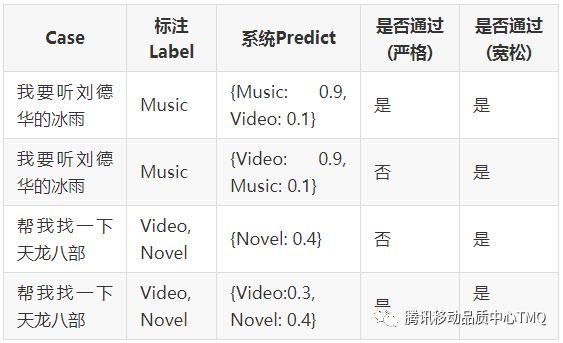 Case 标注 系统Predict 是否通过 是否通过
Label (严格) (宽松)
我要听刘德 Music {Music: 0.9, 是 是
华的冰雨 Video: 0.1}
我要听刘德 Music {Video: 0.9, 否 是
华的冰雨 Music: 0.1}
帮我找一下 Video, {Novel: 0.4} 否 是
天龙八部 Novel
帮我找一下 Video, {Video:0.3, 是 是
天龙八部 Novel Novel: 0.4}
腾讯移动品质中心TMQ